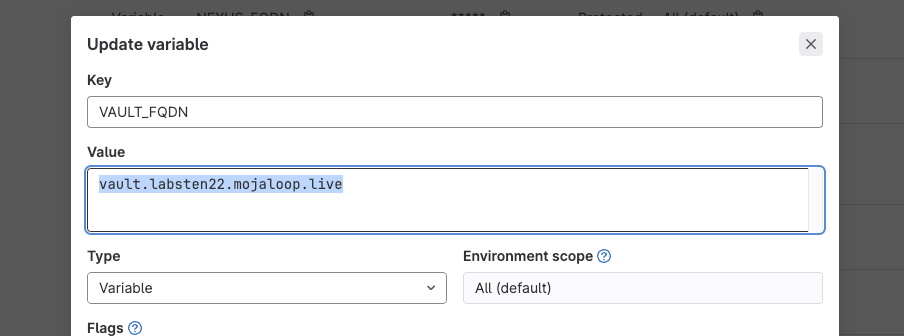 Variable NEXUS_FQDN ***** Protected All (default)
Update variable
Key
VAULT_FQDN
Value
vault.labsten22.mojaloop.live
Type
Environment scope
Variable
All (default)
Flags